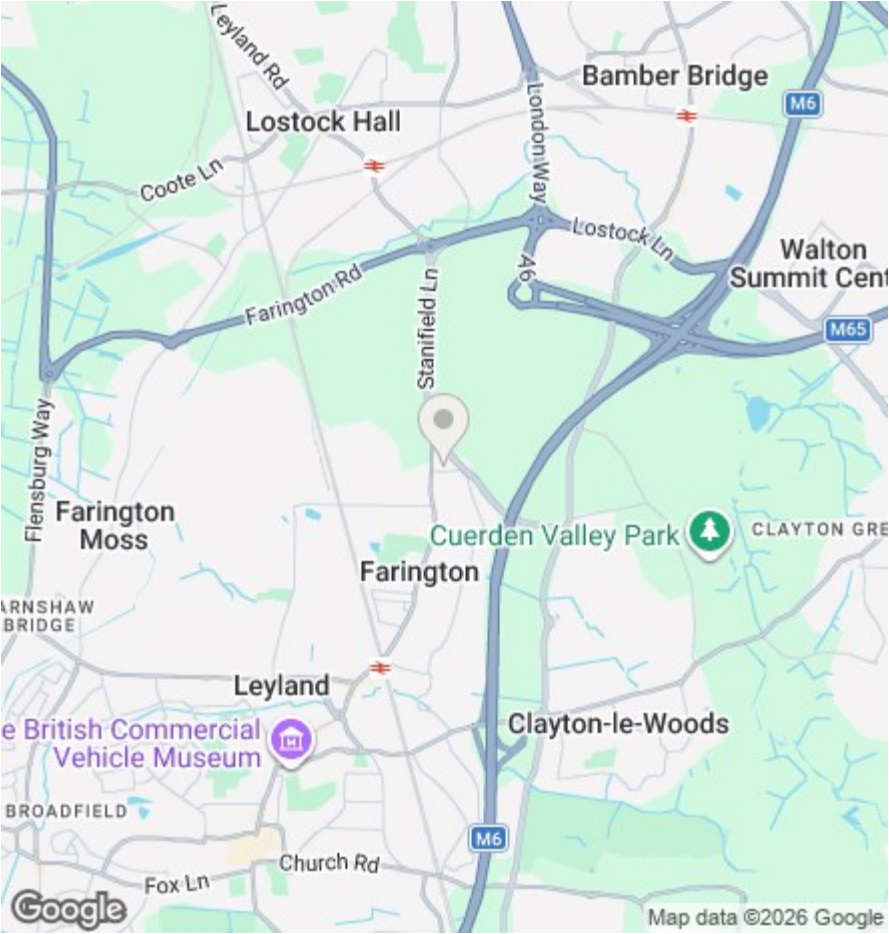 Leyland Rd
Bamber Bridge
M6
London Way
Lostock Hall
Coote Ln
Lostock Ln
A6
Walton
Summit Cent
Farington Rd
Stanifield Ln
M65
Flensburg Way
Farington
Moss
Cuerden Valley Park
CLAYTON GRE
Farington
ARNSHAW
BRIDGE
Leyland
Clayton-le-Woods
e British Commercial
Vehicle Museum
BROADFIELD
M6
Church Rd
Fox Ln
Google
Map data ©2026 Google